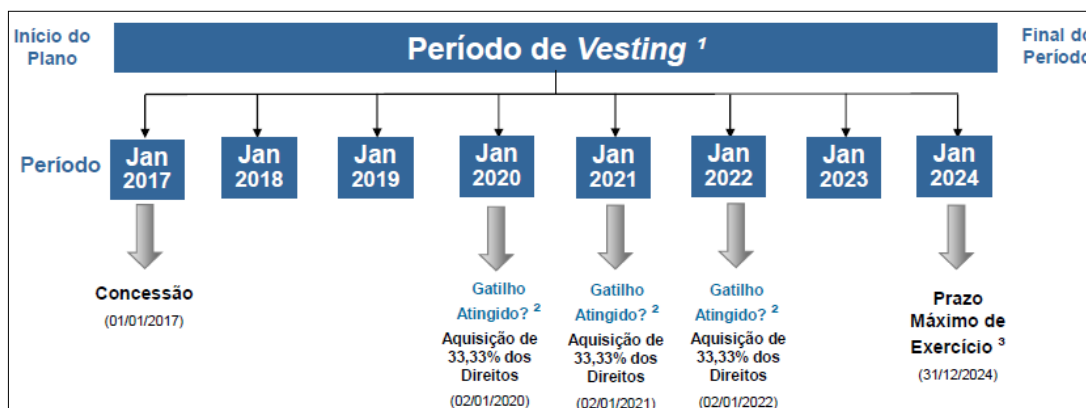 Início do
Plano
Período de Vesting ¹
Final do
Período
Período
Jan
2017
Jan
2018
Jan
2019
Jan
2020
Jan
2021
Jan
2022
Jan
2023
Jan
2024
Concessão
(01/01/2017)
Gatilho
Atingido? ²
Aquisição de
33,33% dos
Direitos
(02/01/2020)
Gatilho
Atingido? ²
Aquisição de
33,33% dos
Direitos
(02/01/2021)
Gatilho
Atingido? ²
Aquisição de
33,33% dos
Direitos
(02/01/2022)
Prazo
Máximo de
Exercício ³
(31/12/2024)